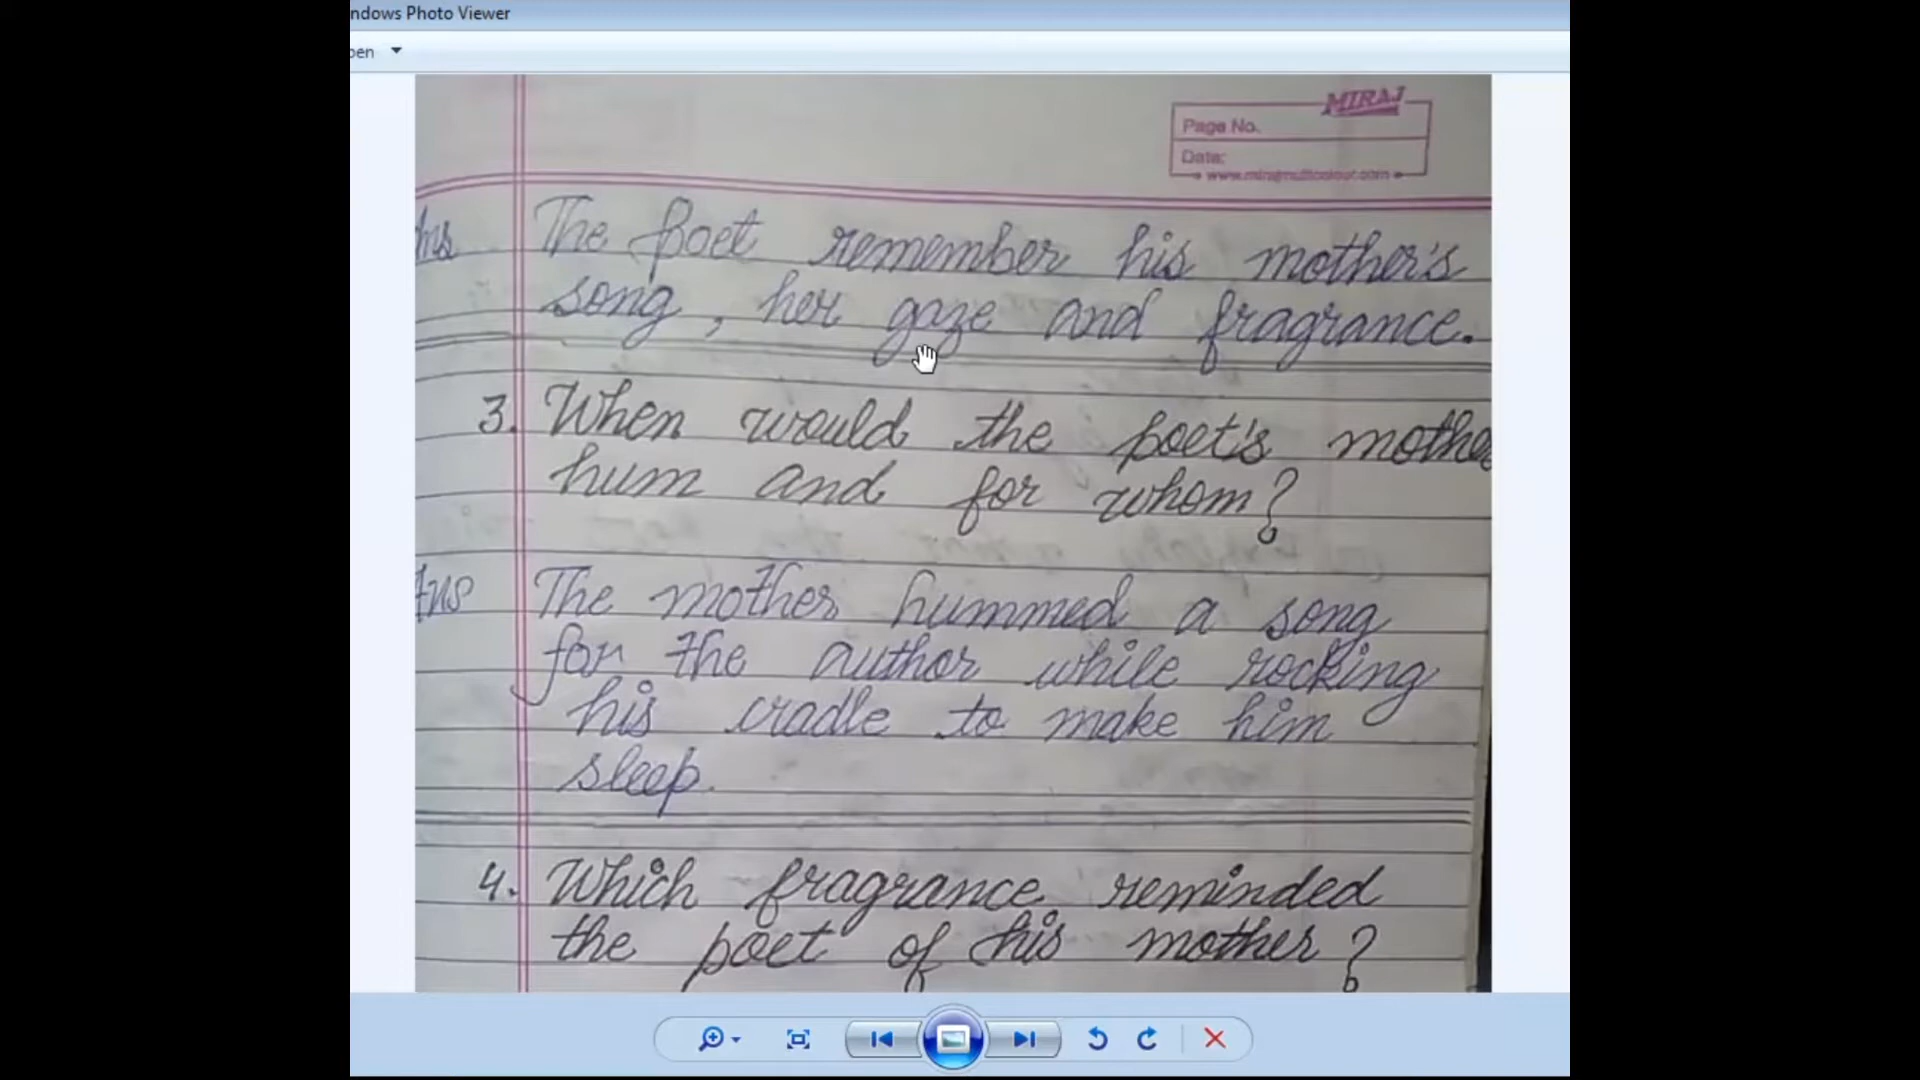 ndows Photo Viewer
pen
MIRAJ
Page No.
Date:
Ans The Poet remember his mother's
song, her gaze and fragrance.
3. When would the poet's mothe
hum and for whom?
Ans The mother hummed a song
for the author while rocking
his cradle to make him
sleep.
4. Which fragrance reminded
the poet of his mother?